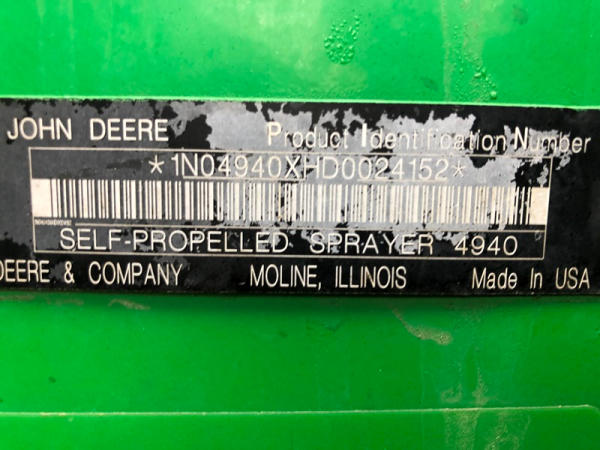 JOHN DEERE Product Identification Number
*1N04940XHD0024152*
SELF-PROPELLED SPRAYER 4940
DEERE & COMPANY MOLINE, ILLINOIS Made In USA